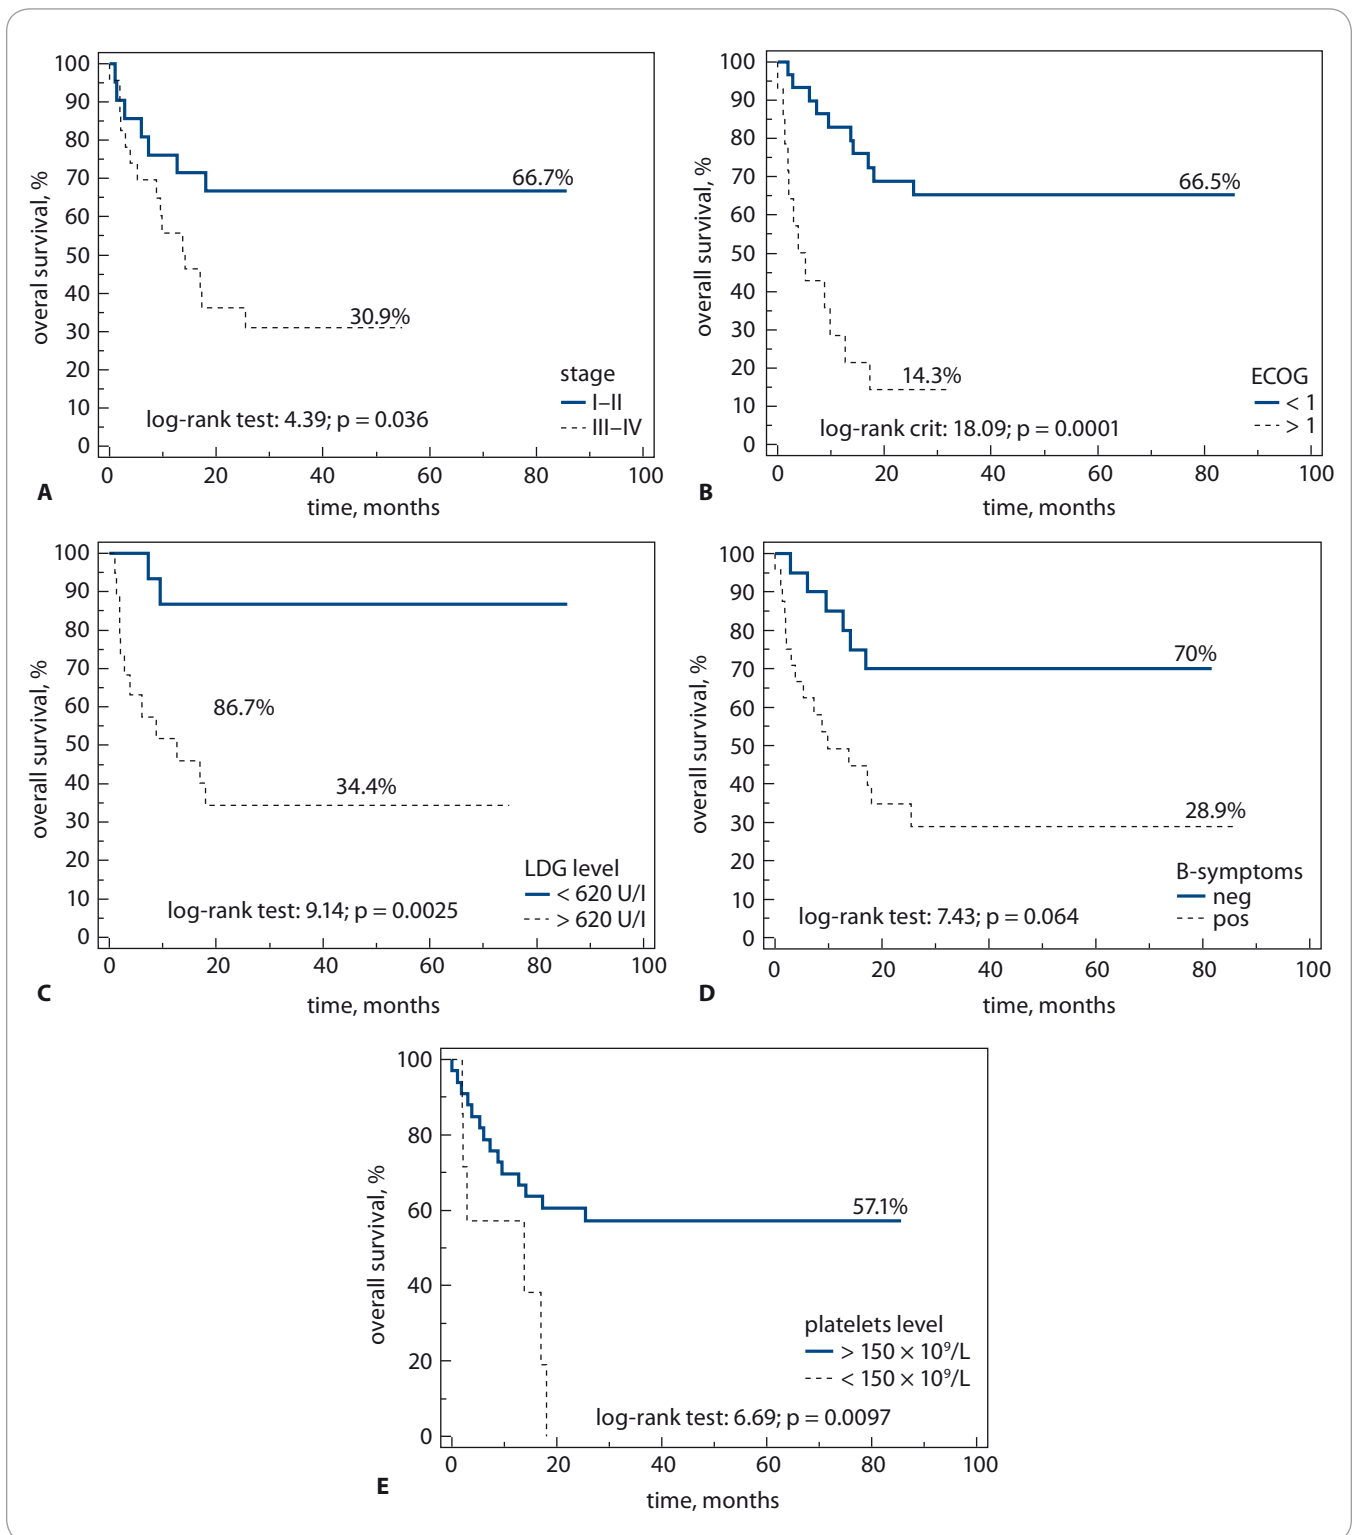 100
90
80
70
60
50
40
30
20
10
0
overal survival, %
66.7%
30.9%
stage
I–II
III–IV
log-rank test: 4.39; p = 0.036
0 20 40 60 80 100
time, months
A
100
90
80
70
60
50
40
30
20
10
0
overall survival, %
66.5%
14.3%
ECOG
< 1
> 1
log-rank crit: 18.09; p = 0.0001
0 20 40 60 80 100
time, months
B
100
90
80
70
60
50
40
30
20
10
0
overall survival, %
86.7%
34.4%
LDG level
< 620 U/l
> 620 U/l
log-rank test: 9.14; p = 0.0025
0 20 40 60 80 100
time, months
C
100
90
80
70
60
50
40
30
20
10
0
overall survival, %
70%
28.9%
B-symptoms
neg
pos
log-rank test: 7.43; p = 0.064
0 20 40 60 80 100
time, months
D
100
80
60
40
20
0
overall survival, %
57.1%
platelets level
> 150 × 10⁹/L
< 150 × 10⁹/L
log-rank test: 6.69; p = 0.0097
0 20 40 60 80 100
time, months
E